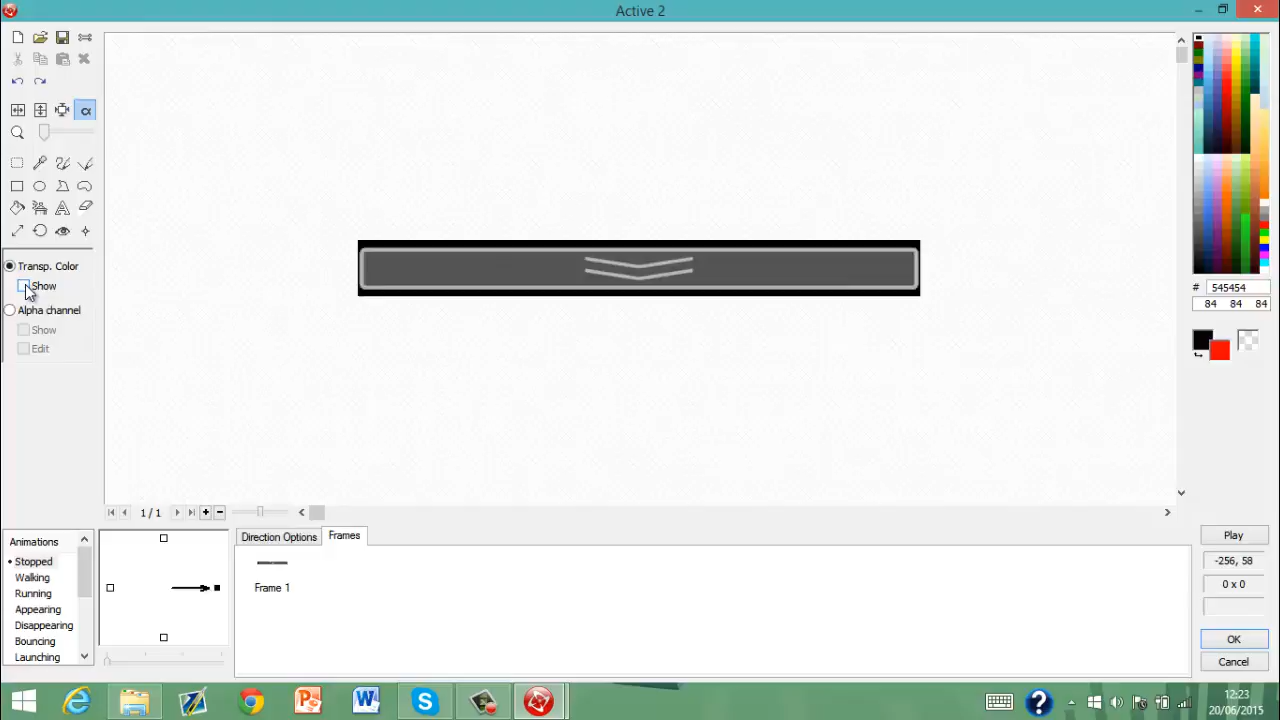 Active 2
Transp. Color
Show
Alpha channel
Show
Edit
# 545454
84 84 84
1 / 1
Animations
Stopped
Walking
Running
Appearing
Disappearing
Bouncing
Launching
Direction Options
Frames
Frame 1
Play
-256, 58
0 x 0
OK
Cancel
12:23
20/06/2015